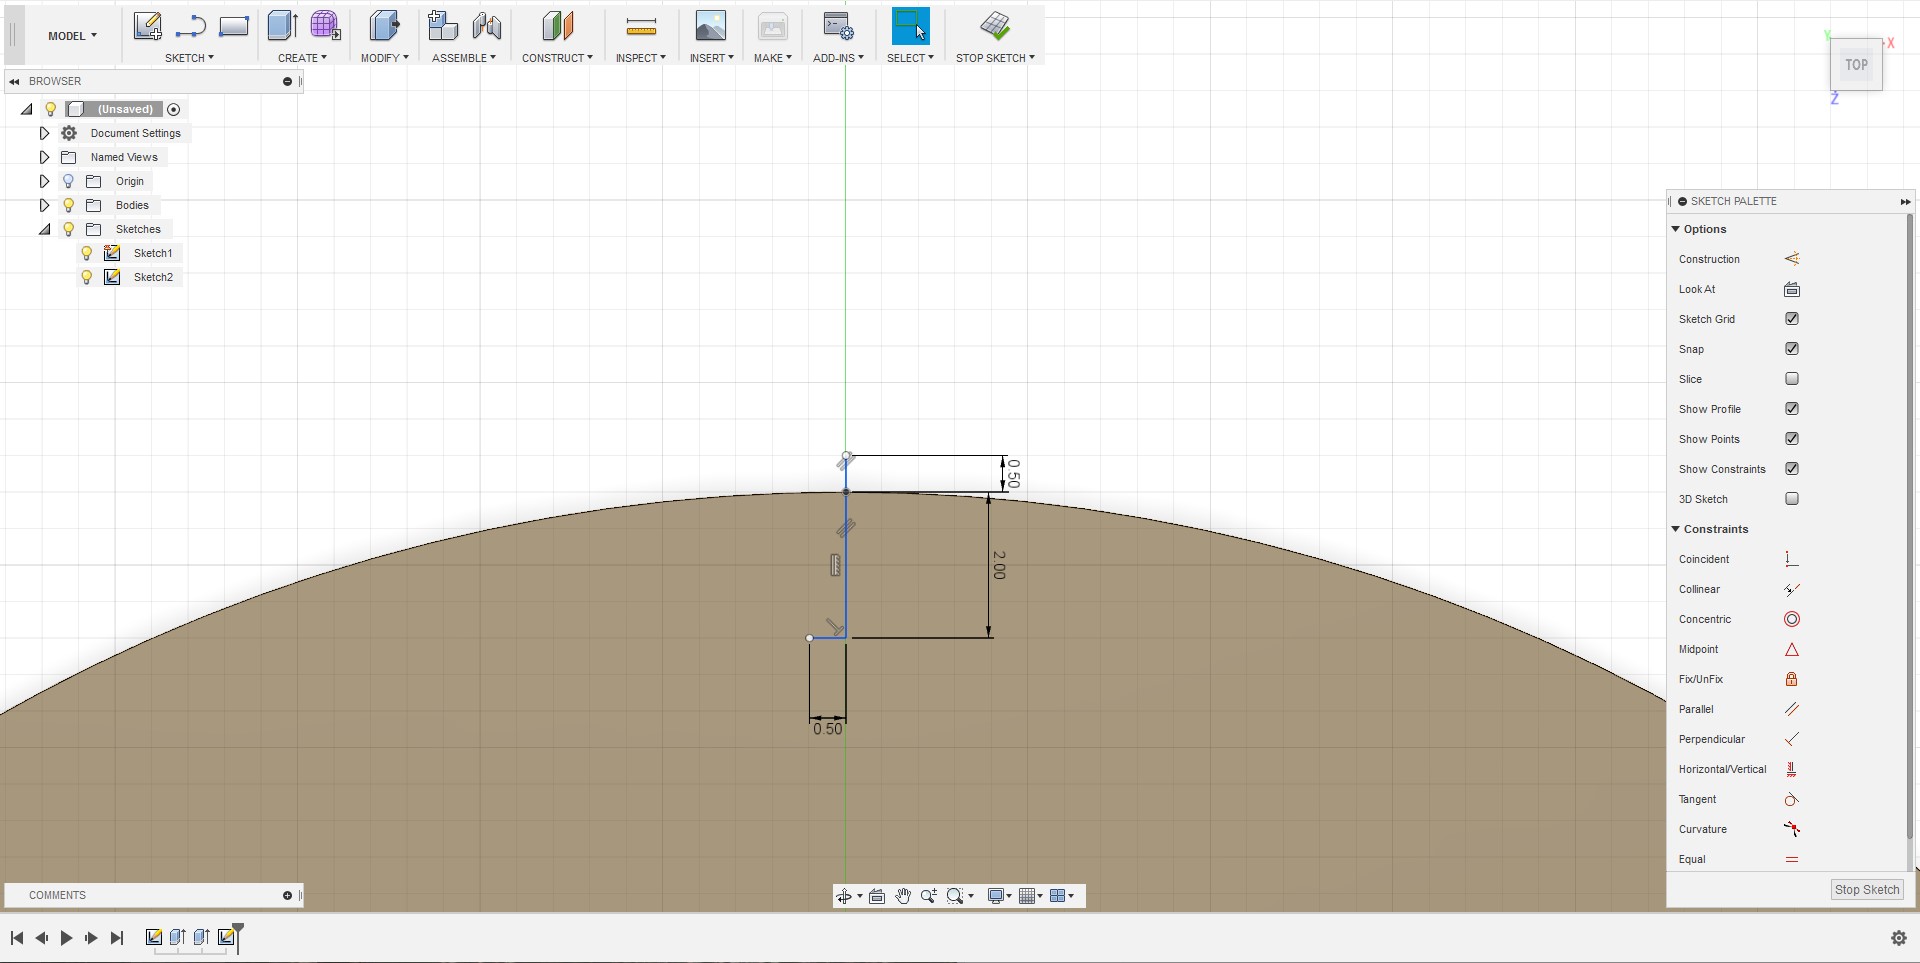 MODEL
SKETCH
CREATE
MODIFY
ASSEMBLE
CONSTRUCT
INSPECT
INSERT
MAKE
ADD-INS
SELECT
STOP SKETCH
Y
X
TOP
Z
BROWSER
(Unsaved)
Document Settings
Named Views
Origin
Bodies
Sketches
Sketch1
Sketch2
0.50
2.00
0.50
SKETCH PALETTE
Options
Construction
Look At
Sketch Grid
Snap
Slice
Show Profile
Show Points
Show Constraints
3D Sketch
Constraints
Coincident
Collinear
Concentric
Midpoint
Fix/UnFix
Parallel
Perpendicular
Horizontal/Vertical
Tangent
Curvature
Equal
Stop Sketch
COMMENTS